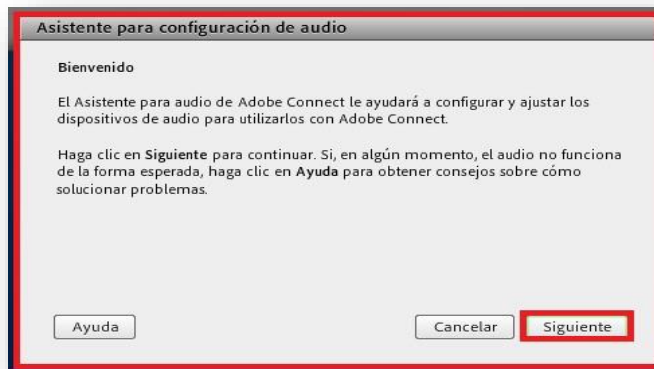 Asistente para configuración de audio
Bienvenido
El Asistente para audio de Adobe Connect le ayudará a configurar y ajustar los
dispositivos de audio para utilizarlos con Adobe Connect.
Haga clic en Siguiente para continuar. Si, en algún momento, el audio no funciona
de la forma esperada, haga clic en Ayuda para obtener consejos sobre cómo
solucionar problemas.
Ayuda Cancelar Siguiente